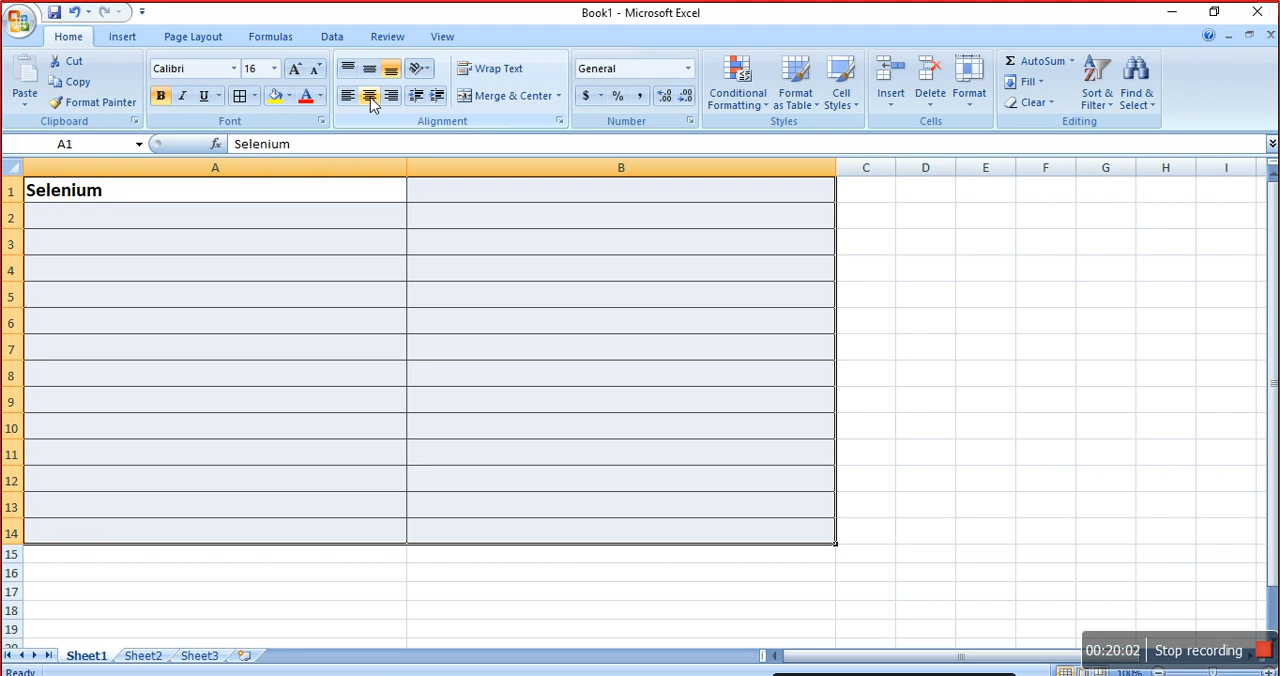 Book1 - Microsoft Excel
Home Insert Page Layout Formulas Data Review View
Paste
Cut
Copy
Format Painter
Clipboard
Calibri 16
B I U A
Font
Wrap Text
Merge & Center
Alignment
General
$ % ,
Number
Conditional Formatting
Format as Table
Cell Styles
Styles
Insert Delete Format
Cells
Σ AutoSum
Fill
Clear
Sort & Filter
Find & Select
Editing
A1 fx Selenium
A B C D E F G H I
1 Selenium
2
3
4
5
6
7
8
9
10
11
12
13
14
15
16
17
18
19
Sheet1 Sheet2 Sheet3
00:20:02 Stop recording
Ready 100%